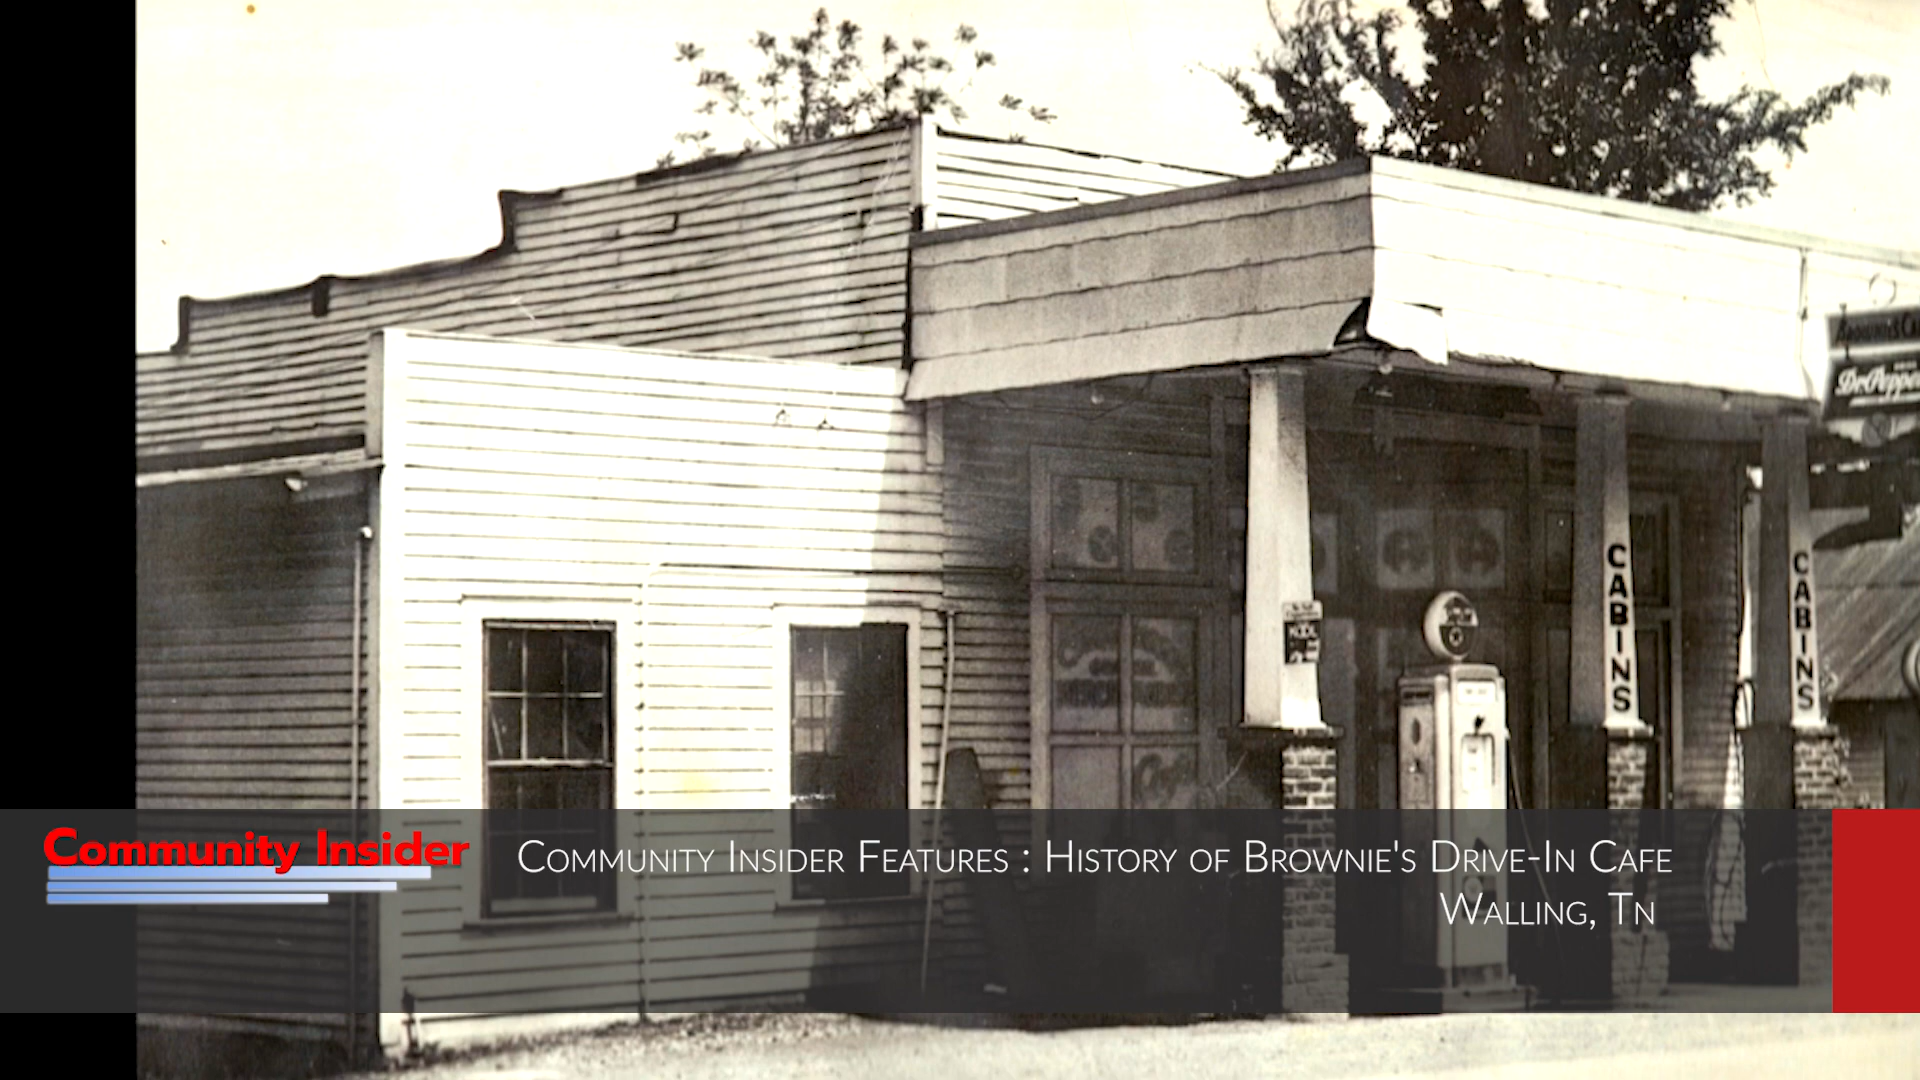 Dr Pepper
CABINS
CABINS
KOOL
Community Insider
Community Insider Features : History of Brownie's Drive-In Cafe
Walling, Tn